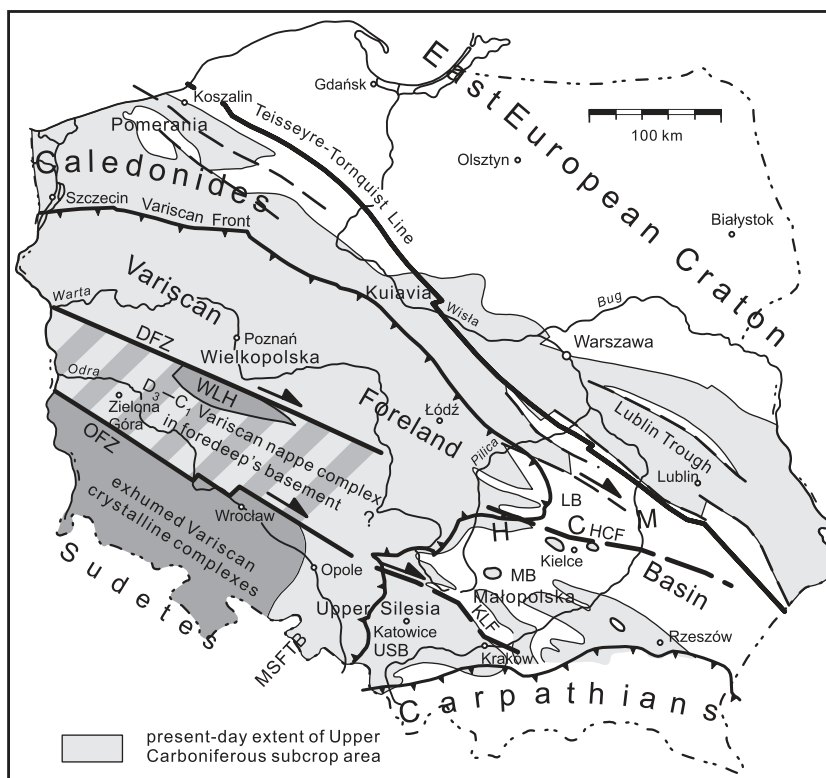 East European Craton
Gdańsk
Koszalin
Pomerania
Teisseyre-Tornquist Line
100 km
Olsztyn
Caledonides
Szczecin
Variscan Front
Białystok
Variscan
Kuiavia
Wisła
Bug
Warta
DFZ
Poznań
Wielkopolska
Warszawa
Odra
WLH
Foreland
Łódź
Lublin Trough
Zielona
Góra
D3–C1 Variscan nappe complex
in foredeep's basement
?
OFZ
Pilica
Lublin
exhumed Variscan
crystalline complexes
Wrocław
LB
H C M
HCF
Kielce
Basin
Sudetes
Opole
MB
Małopolska
Upper Silesia
KLF
Katowice
USB
Rzeszów
Kraków
MSFTB
Carpathians
present-day extent of Upper
Carboniferous subcrop area